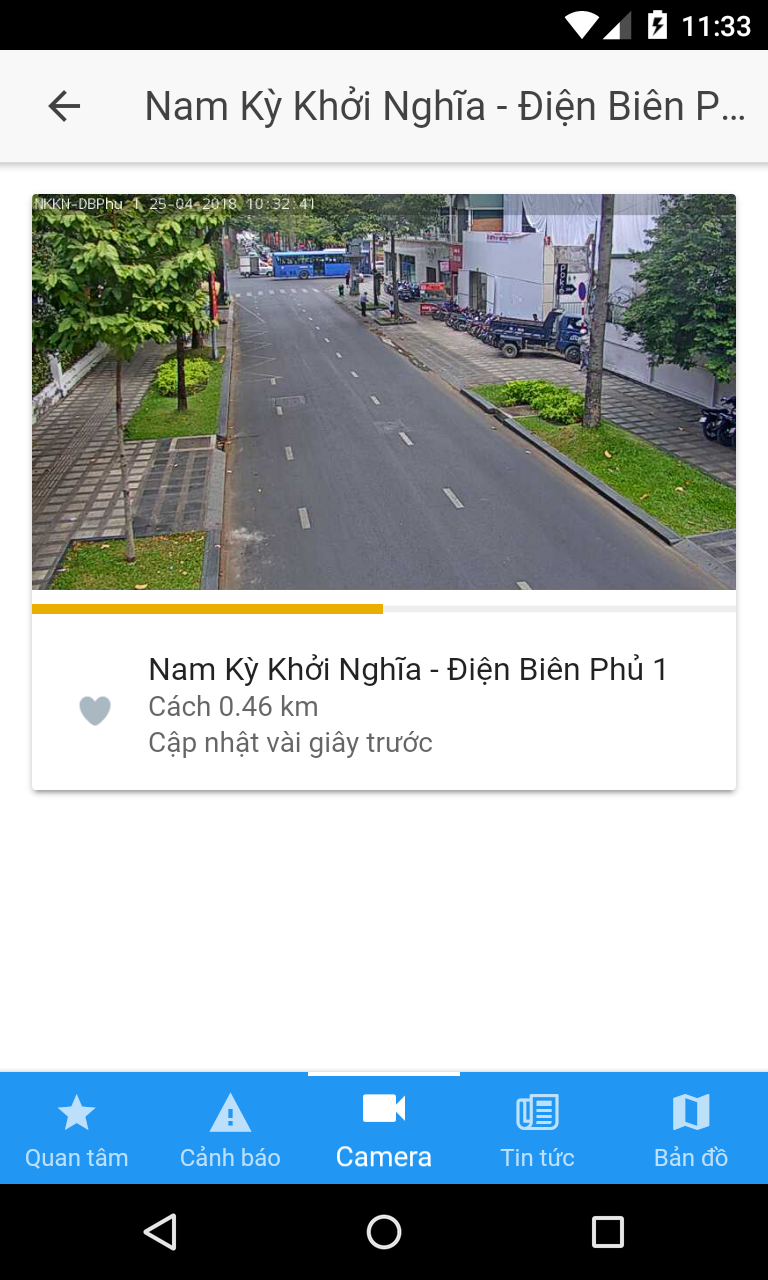 11:33
Nam Kỳ Khởi Nghĩa - Điện Biên P...
NKKN-DBPhu 1 25-04-2018 10:32:41
Nam Kỳ Khởi Nghĩa - Điện Biên Phủ 1
Cách 0.46 km
Cập nhật vài giây trước
Quan tâm
Cảnh báo
Camera
Tin tức
Bản đồ